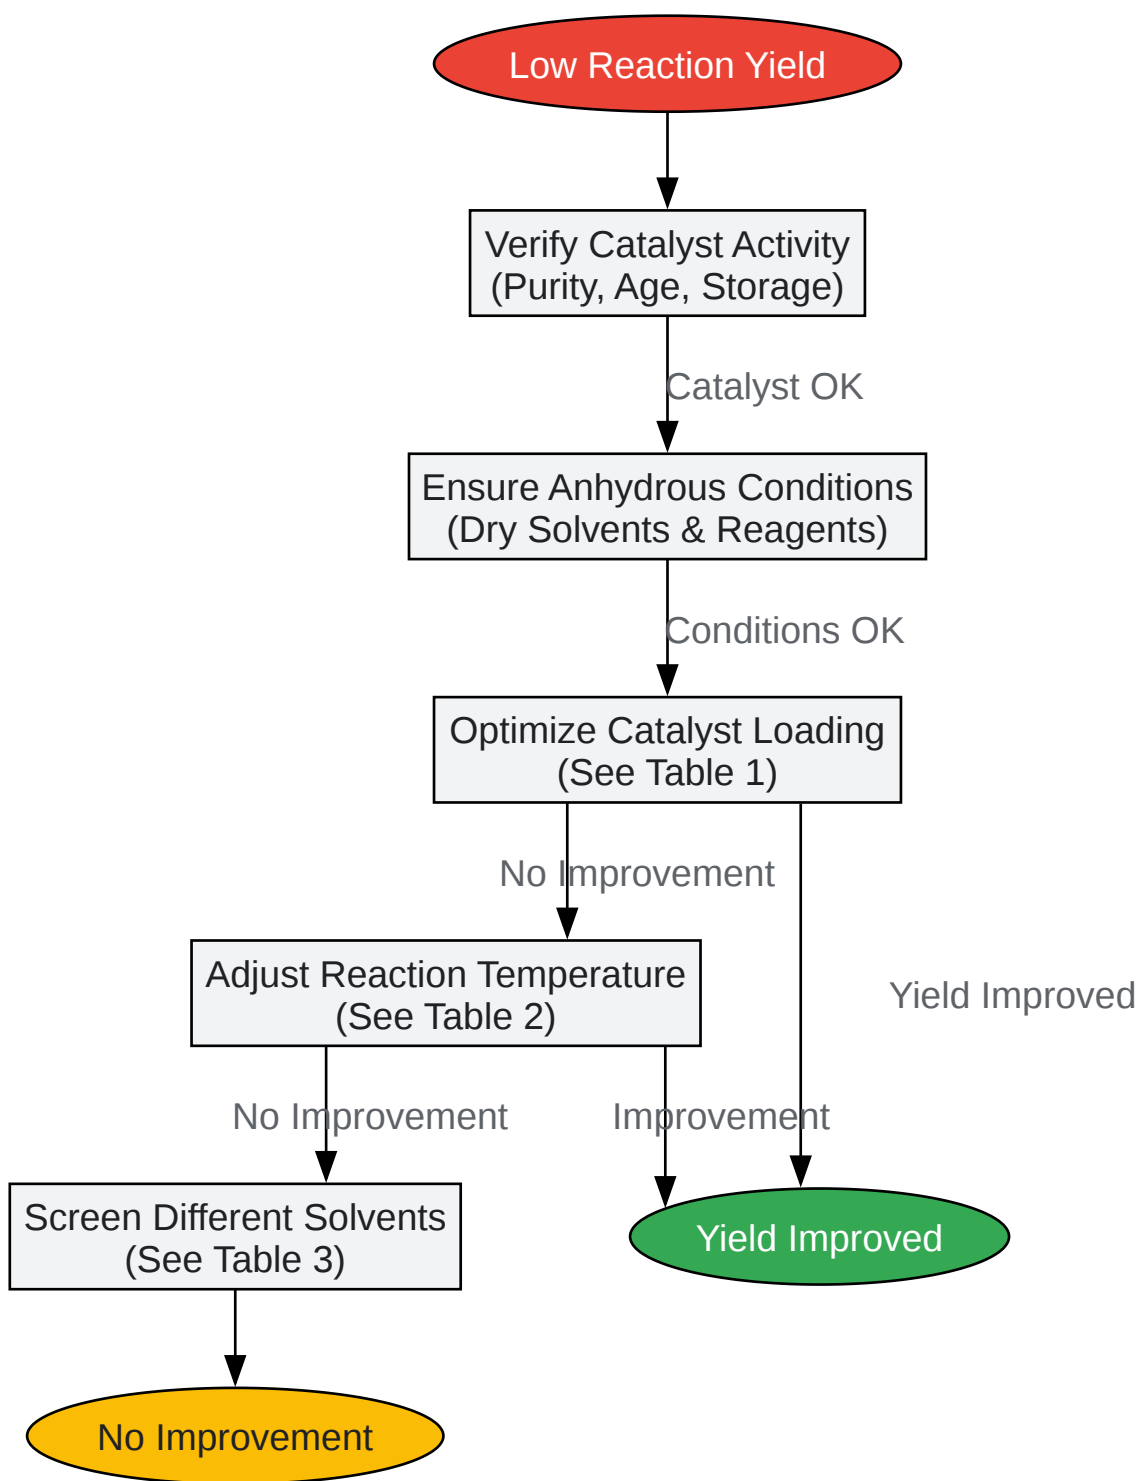 Low Reaction Yield
Verify Catalyst Activity
(Purity, Age, Storage)
Catalyst OK
Ensure Anhydrous Conditions
(Dry Solvents & Reagents)
Conditions OK
Optimize Catalyst Loading
(See Table 1)
No Improvement
Adjust Reaction Temperature
(See Table 2)
Yield Improved
No Improvement
Improvement
Screen Different Solvents
(See Table 3)
Yield Improved
No Improvement